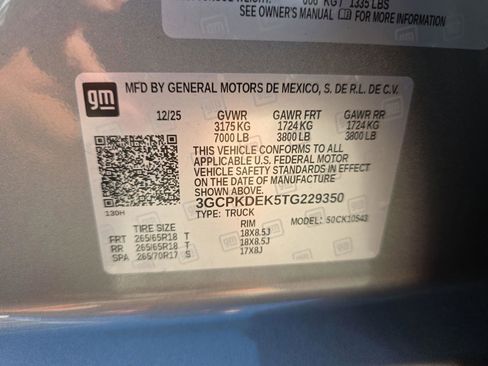 KG / 1335 LBS
SEE OWNER'S MANUAL FOR MORE INFORMATION
gm
MFD BY GENERAL MOTORS DE MEXICO, S. DE R.L. DE C.V.
12/25 GVWR GAWR FRT GAWR RR
3175 KG 1724 KG 1724 KG
7000 LB 3800 LB 3800 LB
THIS VEHICLE CONFORMS TO ALL
APPLICABLE U.S. FEDERAL MOTOR
VEHICLE SAFETY STANDARDS IN EFFECT
ON THE DATE OF MANUFACTURE
SHOWN ABOVE.
3GCPKDEK5TG229350
TYPE: TRUCK MODEL: 50CK10543
130H
TIRE SIZE RIM
FRT 265/65R18 T 18X8.5J
RR 265/65R18 T 18X8.5J
SPA 265/70R17 S 17X8J